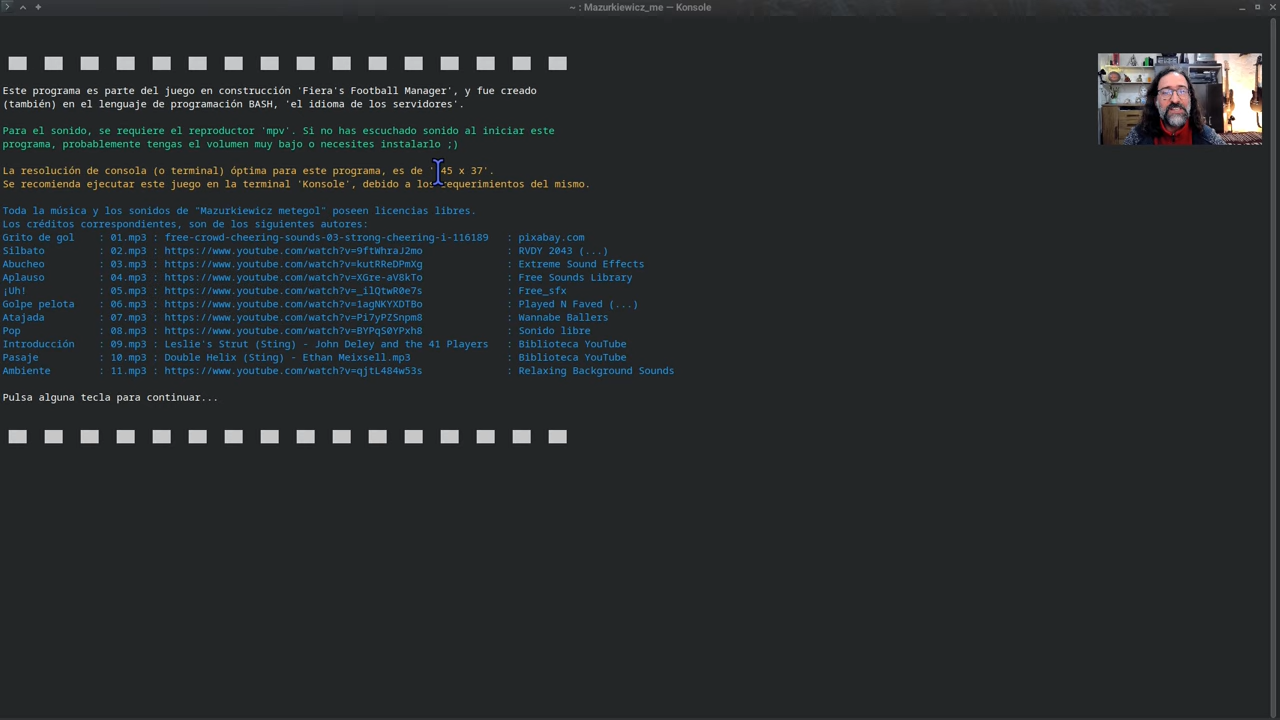 ~ : Mazurkiewicz_me — Konsole
Este programa es parte del juego en construcción 'Fiera's Football Manager', y fue creado
(también) en el lenguaje de programación BASH, 'el idioma de los servidores'.
Para el sonido, se requiere el reproductor 'mpv'. Si no has escuchado sonido al iniciar este
programa, probablemente tengas el volumen muy bajo o necesites instalarlo ;)
La resolución de consola (o terminal) óptima para este programa, es de 45 x 37'.
Se recomienda ejecutar este juego en la terminal 'Konsole', debido a los requerimientos del mismo.
Toda la música y los sonidos de "Mazurkiewicz metegol" poseen licencias libres.
Los créditos correspondientes, son de los siguientes autores:
Grito de gol : 01.mp3 : free-crowd-cheering-sounds-03-strong-cheering-i-116189 : pixabay.com
Silbato : 02.mp3 : https://www.youtube.com/watch?v=9ftWhraJ2mo : RVDY 2043 (...)
Abucheo : 03.mp3 : https://www.youtube.com/watch?v=kutRReDPmXg : Extreme Sound Effects
Aplauso : 04.mp3 : https://www.youtube.com/watch?v=XGre-aV8kTo : Free Sounds Library
¡Uh! : 05.mp3 : https://www.youtube.com/watch?v=_ilQtwR0e7s : Free_sfx
Golpe pelota : 06.mp3 : https://www.youtube.com/watch?v=1agNKYXDTBo : Played N Faved (...)
Atajada : 07.mp3 : https://www.youtube.com/watch?v=Pi7yPZSnpm8 : Wannabe Ballers
Pop : 08.mp3 : https://www.youtube.com/watch?v=BYPqS0YPxh8 : Sonido libre
Introducción : 09.mp3 : Leslie's Strut (Sting) - John Deley and the 41 Players : Biblioteca YouTube
Pasaje : 10.mp3 : Double Helix (Sting) - Ethan Meixsell.mp3 : Biblioteca YouTube
Ambiente : 11.mp3 : https://www.youtube.com/watch?v=qjtL484w53s : Relaxing Background Sounds
Pulsa alguna tecla para continuar...